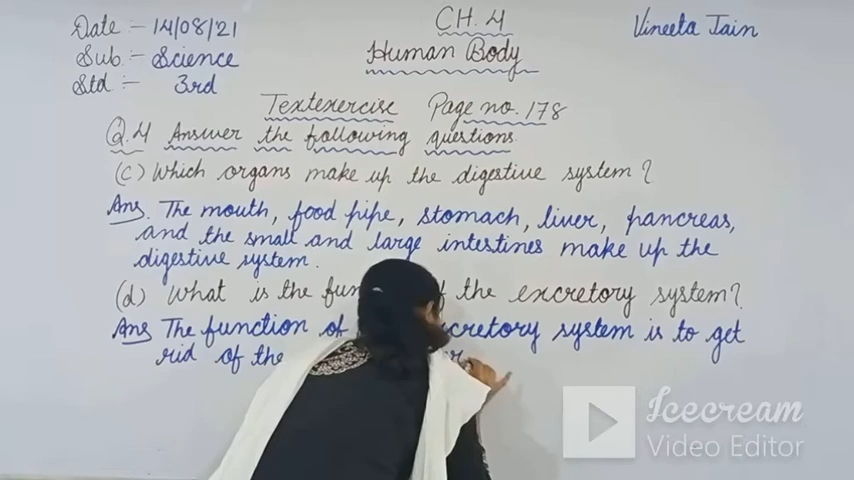 Date :- 14/08/21
CH. 4
Vineeta Jain
Sub :- Science
Human Body
Std :- 3rd
Textexercise Page no. 178
Q.4 Answer the following questions.
(c) Which organs make up the digestive system?
Ans. The mouth, food pipe, stomach, liver, pancreas,
and the small and large intestines make up the
digestive system.
(d) What is the of the excretory system?
Ans The function of system is to get
rid of the
Icecream
Video Editor